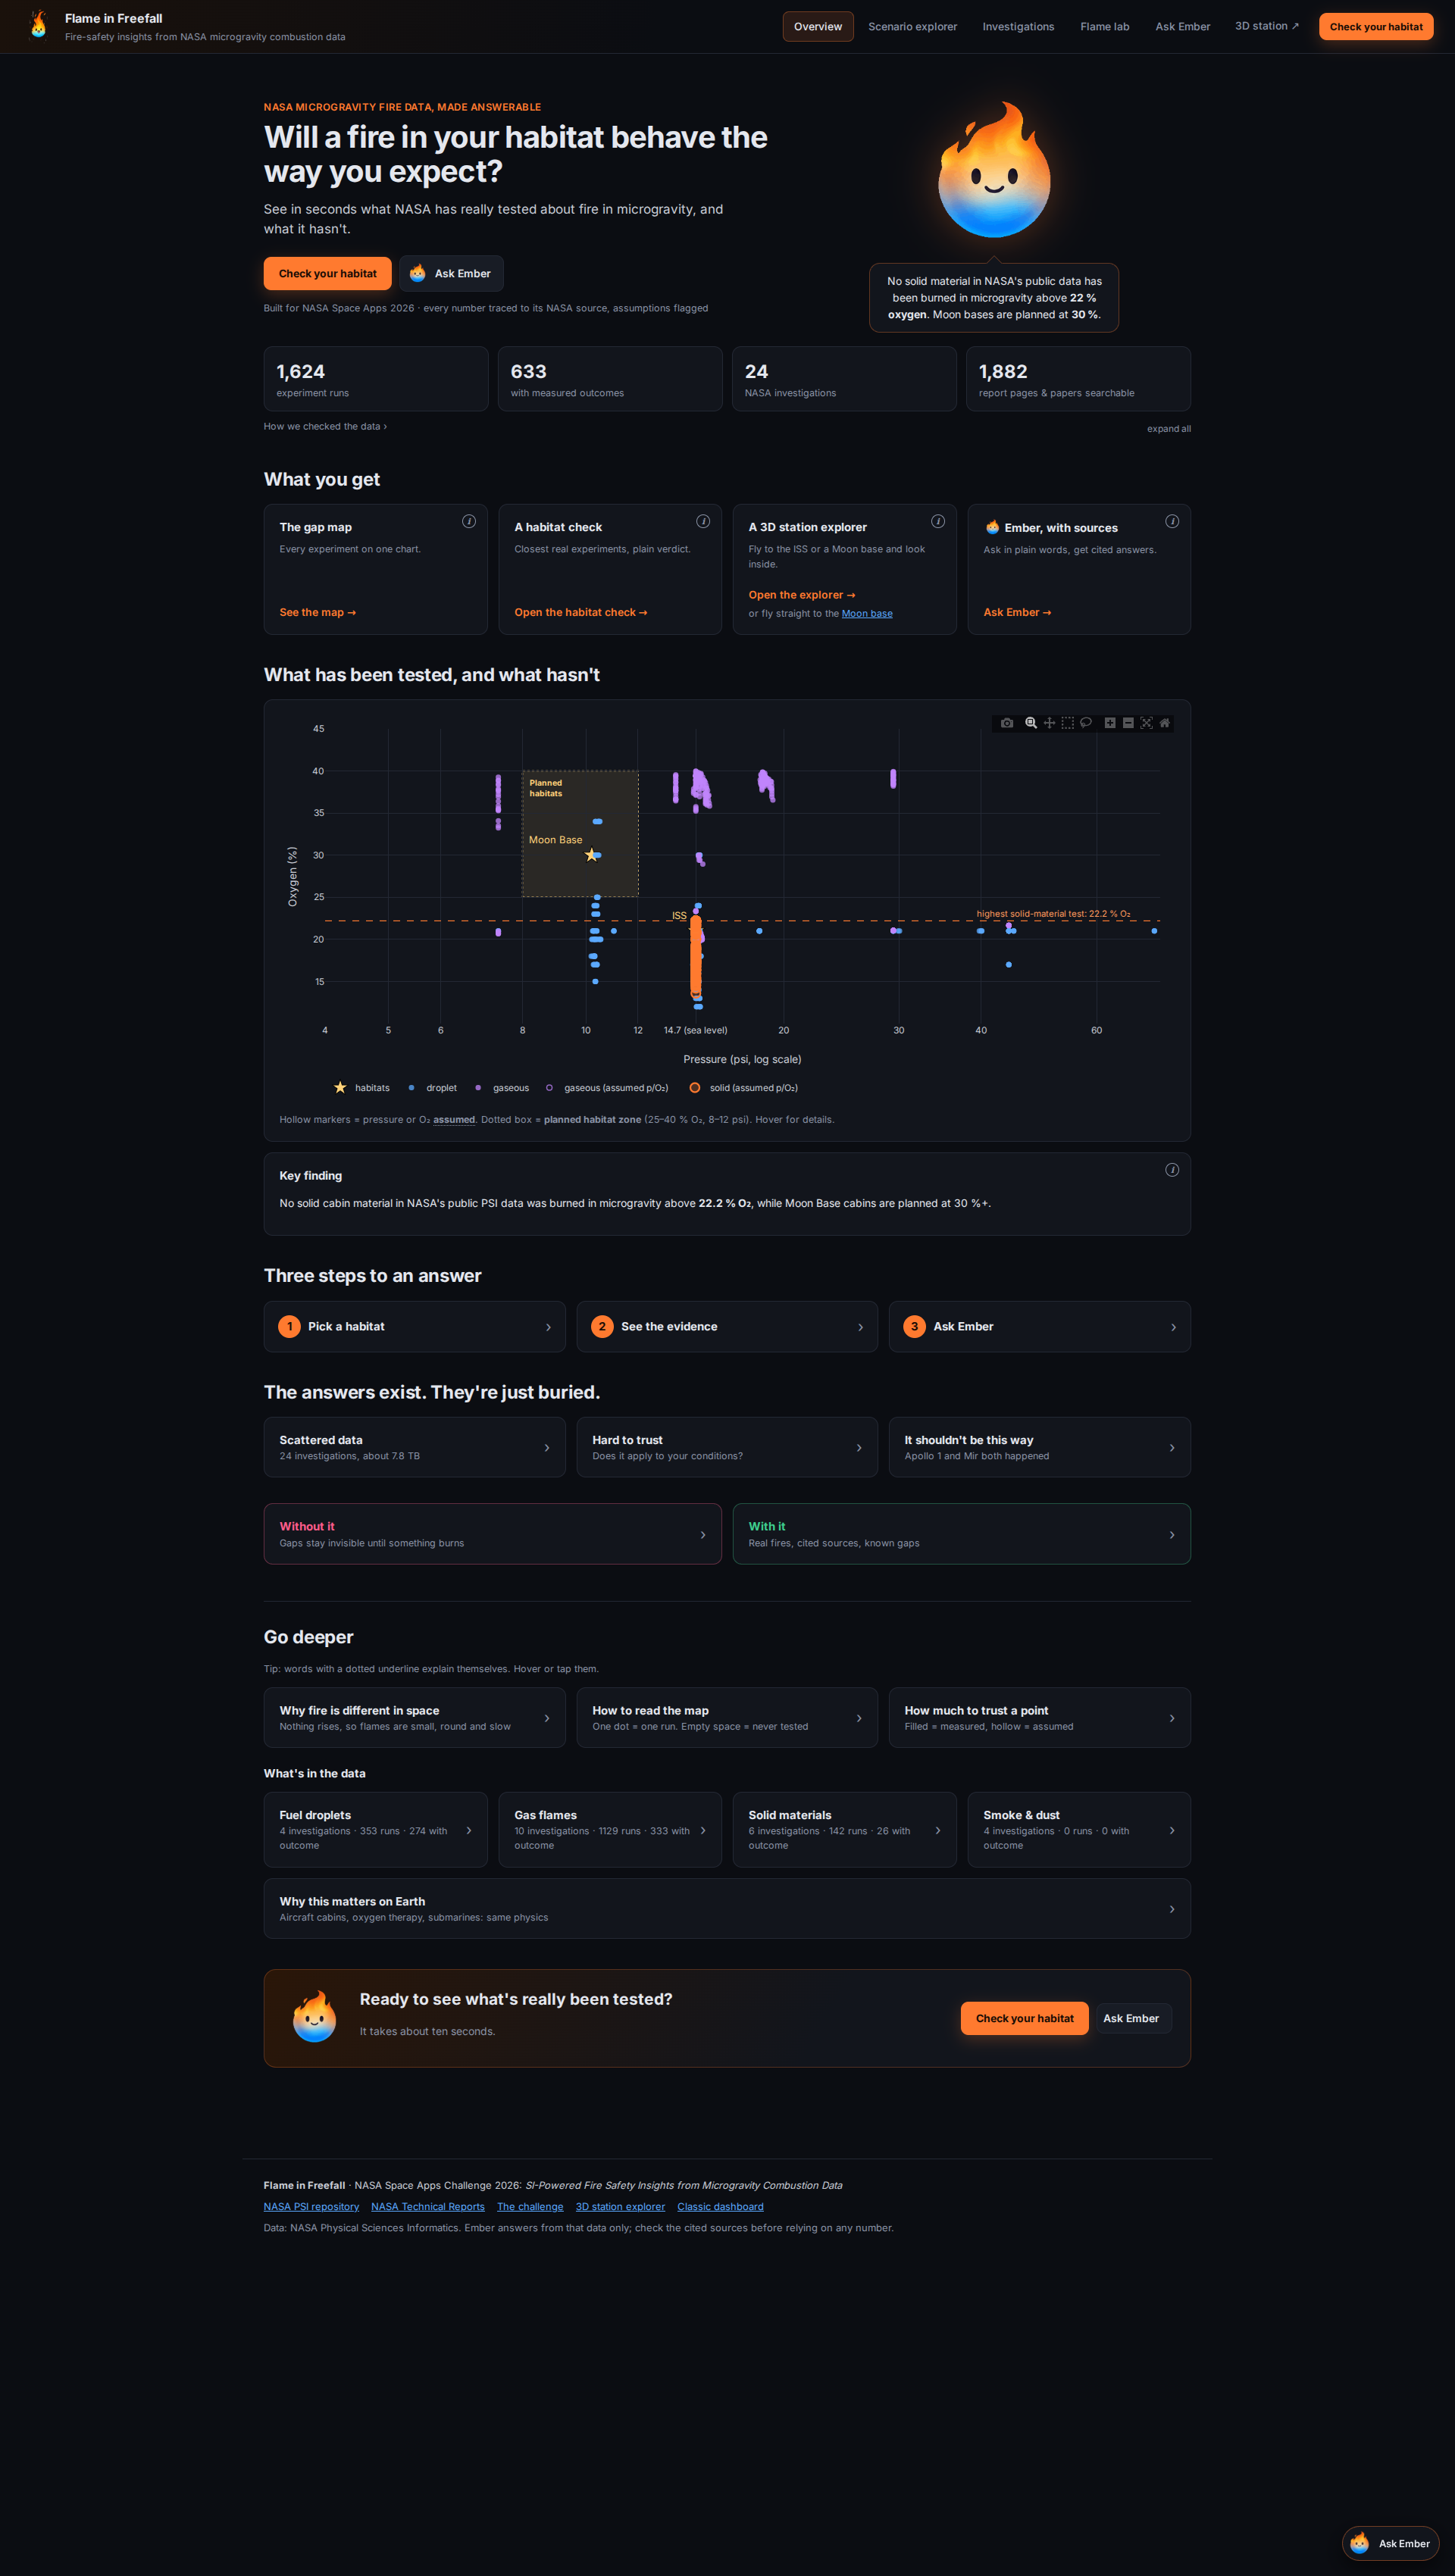 Flame in Freefall
Fire-safety insights from NASA microgravity combustion data
Overview
Scenario explorer
Investigations
Flame lab
Ask Ember
3D station ↗
Check your habitat
NASA MICROGRAVITY FIRE DATA, MADE ANSWERABLE
Will a fire in your habitat behave the
way you expect?
See in seconds what NASA has really tested about fire in microgravity, and
what it hasn't.
Check your habitat
Ask Ember
Built for NASA Space Apps 2026 · every number traced to its NASA source, assumptions flagged
No solid material in NASA's public data has
been burned in microgravity above 22 %
oxygen. Moon bases are planned at 30 %.
1,624
experiment runs
633
with measured outcomes
24
NASA investigations
1,882
report pages & papers searchable
How we checked the data ›
expand all
What you get
The gap map
Every experiment on one chart.
See the map →
A habitat check
Closest real experiments, plain verdict.
Open the habitat check →
A 3D station explorer
Fly to the ISS or a Moon base and look
inside.
Open the explorer →
or fly straight to the Moon base
Ember, with sources
Ask in plain words, get cited answers.
Ask Ember →
What has been tested, and what hasn't
45
40
35
30
25
20
15
Oxygen (%)
Planned
habitats
Moon Base
ISS
highest solid-material test: 22.2 % O₂
4
5
6
8
10
12
14.7 (sea level)
20
30
40
60
Pressure (psi, log scale)
habitats
droplet
gaseous
gaseous (assumed p/O₂)
solid (assumed p/O₂)
Hollow markers = pressure or O₂ assumed. Dotted box = planned habitat zone (25–40 % O₂, 8–12 psi). Hover for details.
Key finding
No solid cabin material in NASA's public PSI data was burned in microgravity above 22.2 % O₂, while Moon Base cabins are planned at 30 %+.
Three steps to an answer
1 Pick a habitat ›
2 See the evidence ›
3 Ask Ember ›
The answers exist. They're just buried.
Scattered data
24 investigations, about 7.8 TB
Hard to trust
Does it apply to your conditions?
It shouldn't be this way
Apollo 1 and Mir both happened
Without it
Gaps stay invisible until something burns
With it
Real fires, cited sources, known gaps
Go deeper
Tip: words with a dotted underline explain themselves. Hover or tap them.
Why fire is different in space
Nothing rises, so flames are small, round and slow
How to read the map
One dot = one run. Empty space = never tested
How much to trust a point
Filled = measured, hollow = assumed
What's in the data
Fuel droplets
4 investigations · 353 runs · 274 with
outcome
Gas flames
10 investigations · 1129 runs · 333 with
outcome
Solid materials
6 investigations · 142 runs · 26 with
outcome
Smoke & dust
4 investigations · 0 runs · 0 with
outcome
Why this matters on Earth
Aircraft cabins, oxygen therapy, submarines: same physics
Ready to see what's really been tested?
It takes about ten seconds.
Check your habitat
Ask Ember
Flame in Freefall · NASA Space Apps Challenge 2026: SI-Powered Fire Safety Insights from Microgravity Combustion Data
NASA PSI repository
NASA Technical Reports
The challenge
3D station explorer
Classic dashboard
Data: NASA Physical Sciences Informatics. Ember answers from that data only; check the cited sources before relying on any number.
Ask Ember